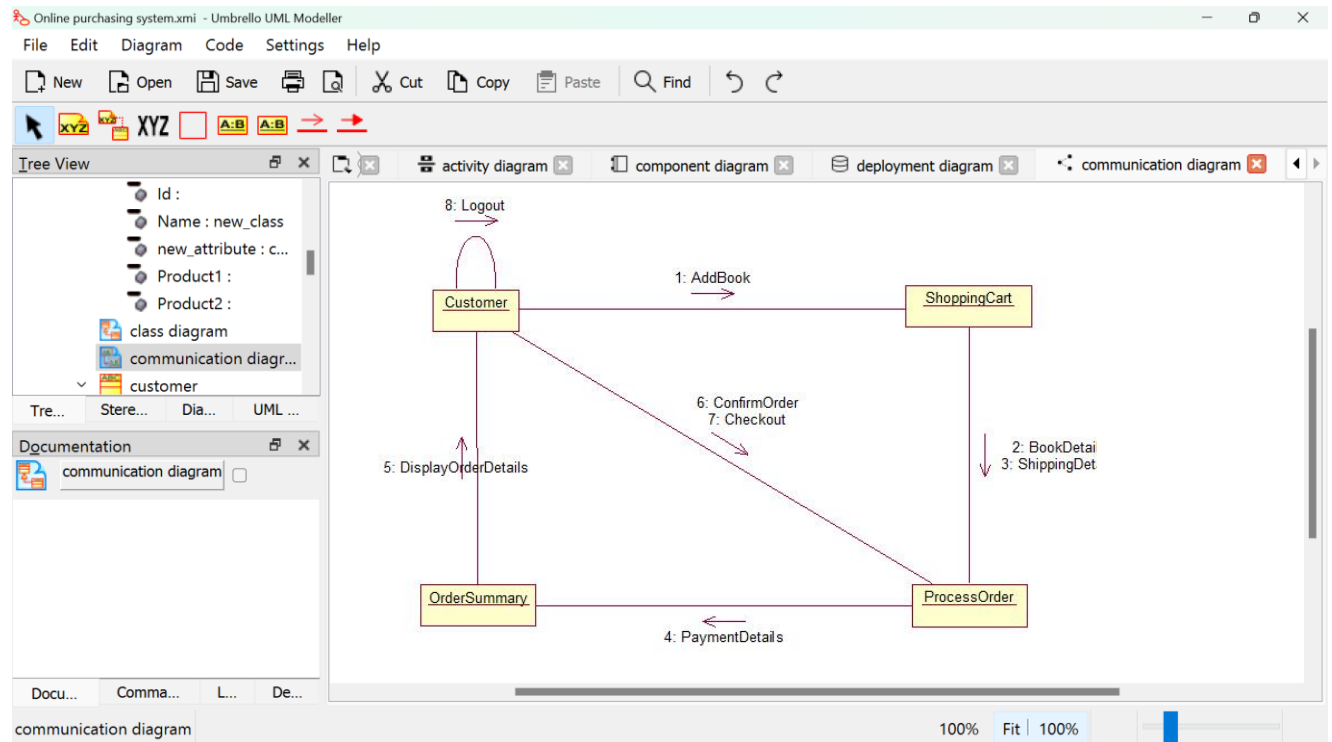 Online purchasing system.xmi - Umbrello UML Modeller
File Edit Diagram Code Settings Help
New Open Save Cut Copy Paste Find
XYZ XYZ XYZ A:B A:B
Tree View
activity diagram component diagram deployment diagram communication diagram
Id :
Name : new_class
new_attribute : c...
Product1 :
Product2 :
class diagram
communication diagr...
ABC customer
Tre... Stere... Dia... UML ...
Documentation
communication diagram
8: Logout
1: AddBook
Customer
ShoppingCart
6: ConfirmOrder
7: Checkout
2: BookDetai
3: ShippingDet
5: DisplayOrderDetails
OrderSummary
ProcessOrder
4: PaymentDetails
Docu... Comma... L... De...
communication diagram
100% Fit 100%